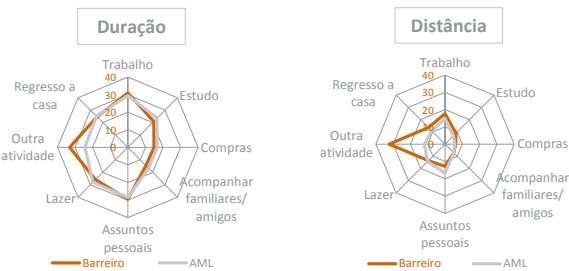 Duração
Trabalho
40
30
20
10
0
Estudo
Compras
Acompanhar
familiares/
amigos
Assuntos
pessoais
Lazer
Outra
atividade
Regresso a
casa
Barreiro
AML
Distância
Trabalho
40
30
20
10
0
Estudo
Compras
Acompanhar
familiares/
amigos
Assuntos
pessoais
Lazer
Outra
atividade
Regresso a
casa
Barreiro
AML